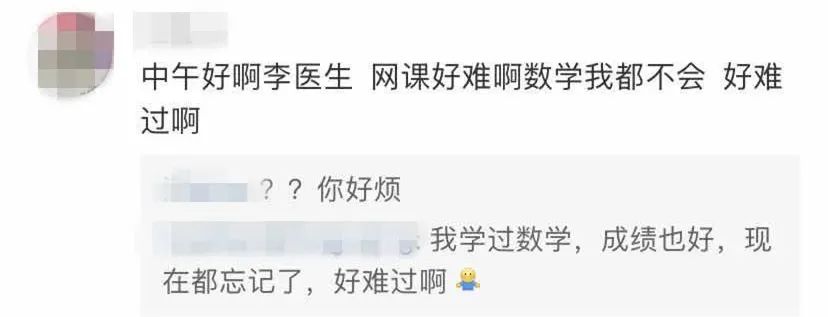 中午好啊李医生 网课好难啊数学我都不会 好难
过啊
？？你好烦
: 我学过数学，成绩也好，现
在都忘记了，好难过啊